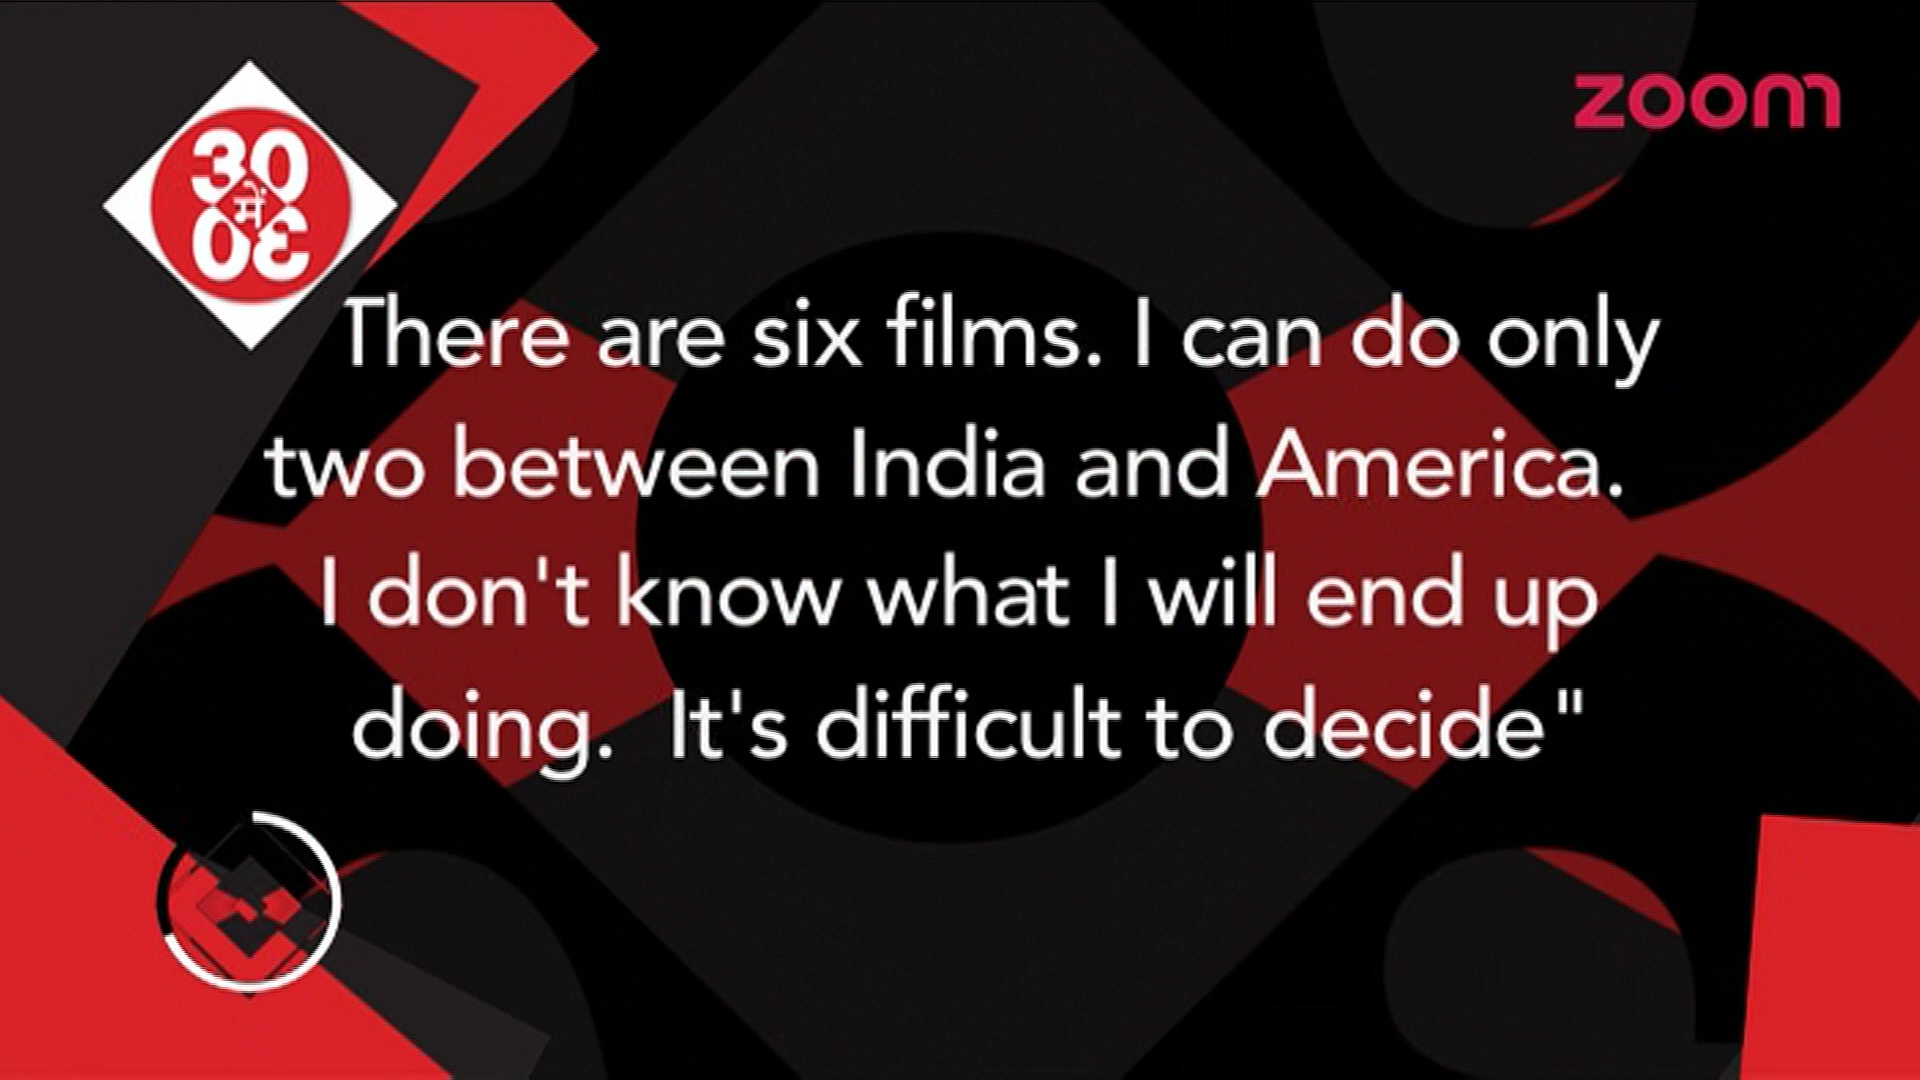 30
में
30
zoom
There are six films. I can do only
two between India and America.
I don't know what I will end up
doing. It's difficult to decide"